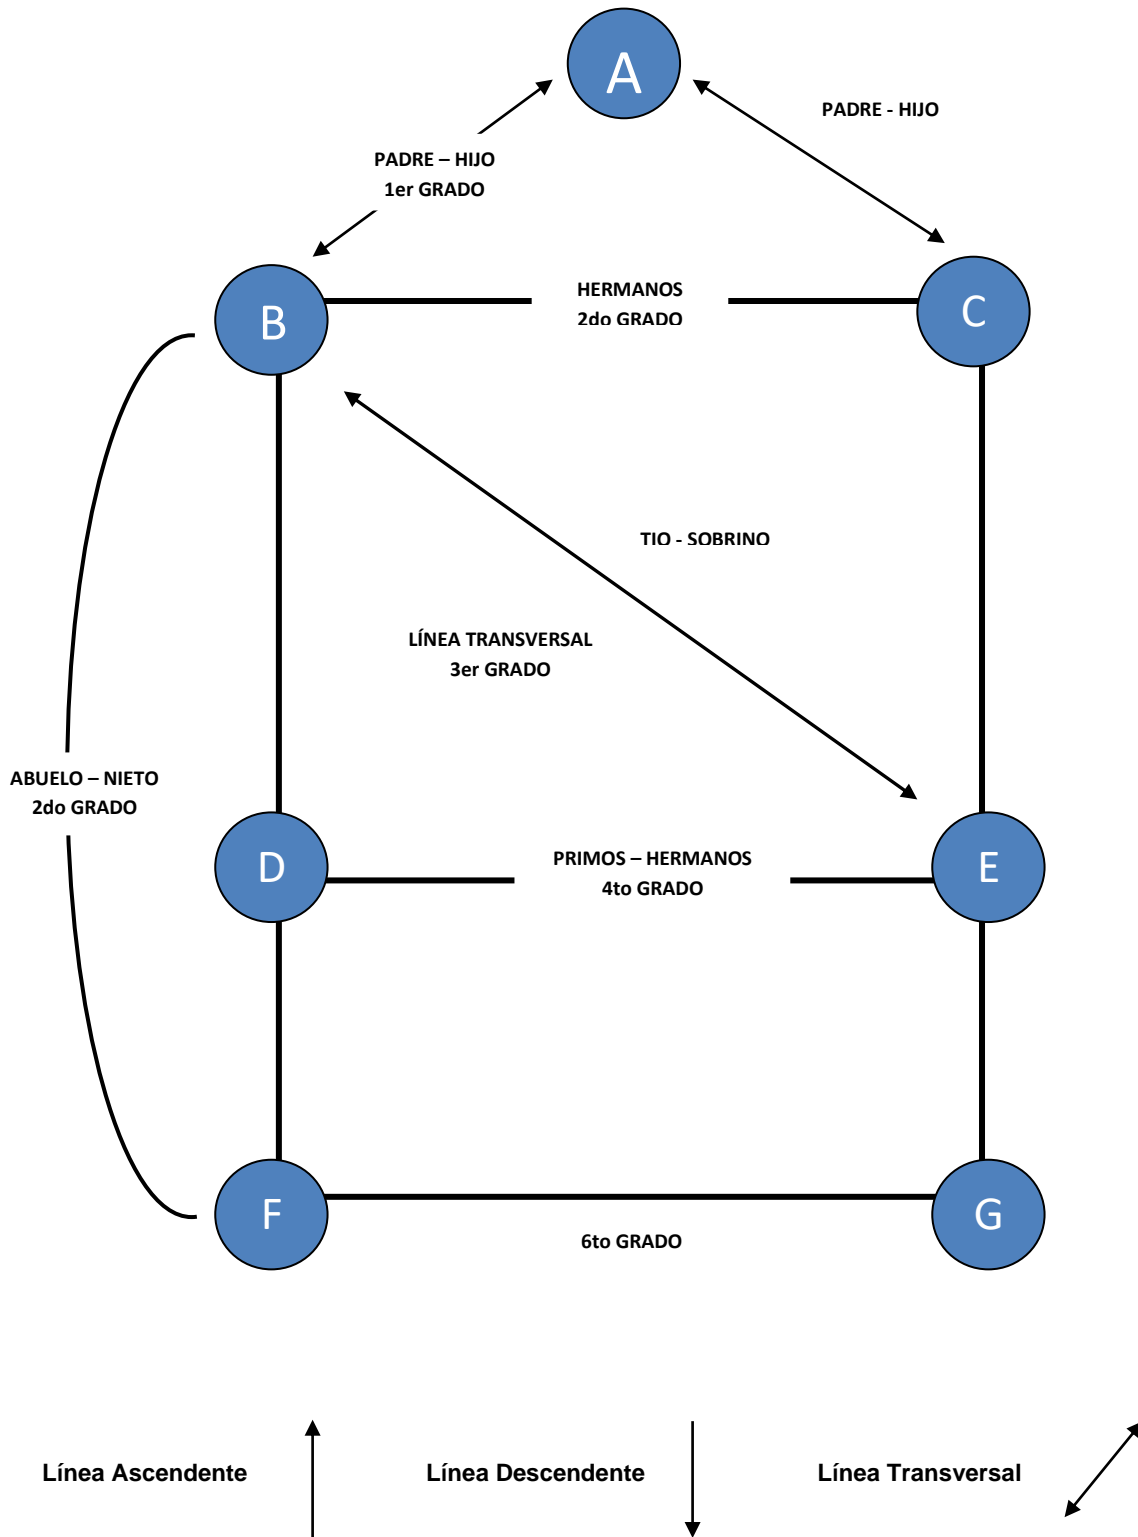 A
PADRE - HIJO
PADRE – HIJO
1er GRADO
B
HERMANOS
2do GRADO
C
TIO - SOBRINO
LÍNEA TRANSVERSAL
3er GRADO
ABUELO – NIETO
2do GRADO
D
PRIMOS – HERMANOS
4to GRADO
E
F
6to GRADO
G
Línea Ascendente
Línea Descendente
Línea Transversal